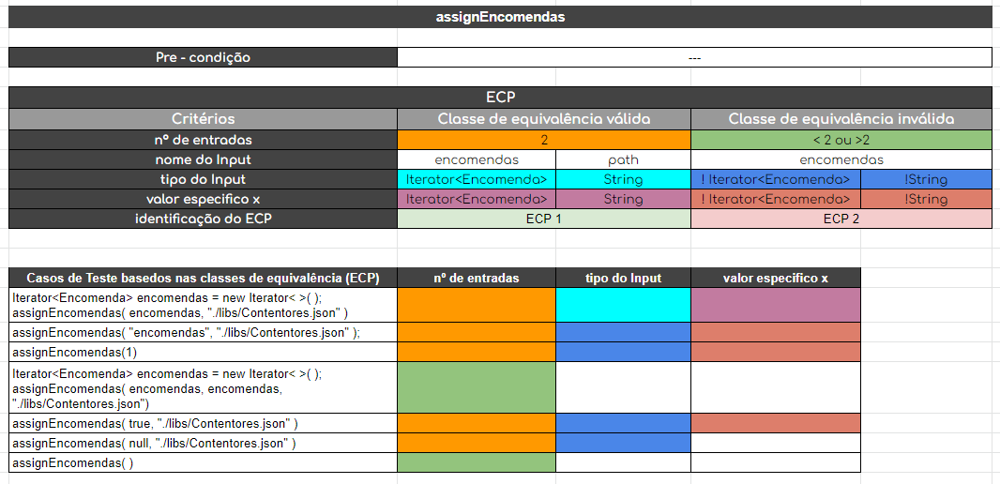 assignEncomendas
Pre - condição ---
ECP
Critérios Classe de equivalência válida Classe de equivalência inválida
nº de entradas 2 < 2 ou >2
nome do Input encomendas path encomendas
tipo do Input Iterator<Encomenda> String ! Iterator<Encomenda> !String
valor especifico x Iterator<Encomenda> String ! Iterator<Encomenda> !String
identificação do ECP ECP 1 ECP 2
Casos de Teste basedos nas classes de equivalência (ECP) nº de entradas tipo do Input valor especifico x
Iterator<Encomenda> encomendas = new Iterator< >( );
assignEncomendas( encomendas, "./libs/Contentores.json" )
assignEncomendas( "encomendas", "./libs/Contentores.json" );
assignEncomendas(1)
Iterator<Encomenda> encomendas = new Iterator< >( );
assignEncomendas( encomendas, encomendas,
"./libs/Contentores.json")
assignEncomendas( true, "./libs/Contentores.json" )
assignEncomendas( null, "./libs/Contentores.json" )
assignEncomendas( )